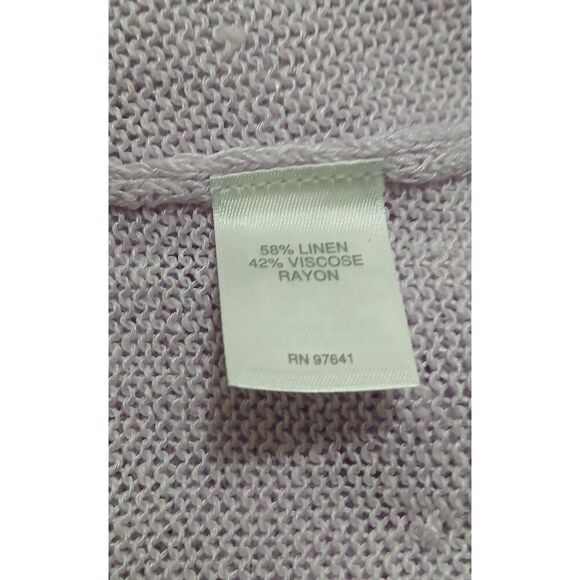 58% LINEN
42% VISCOSE
RAYON
RN 97641